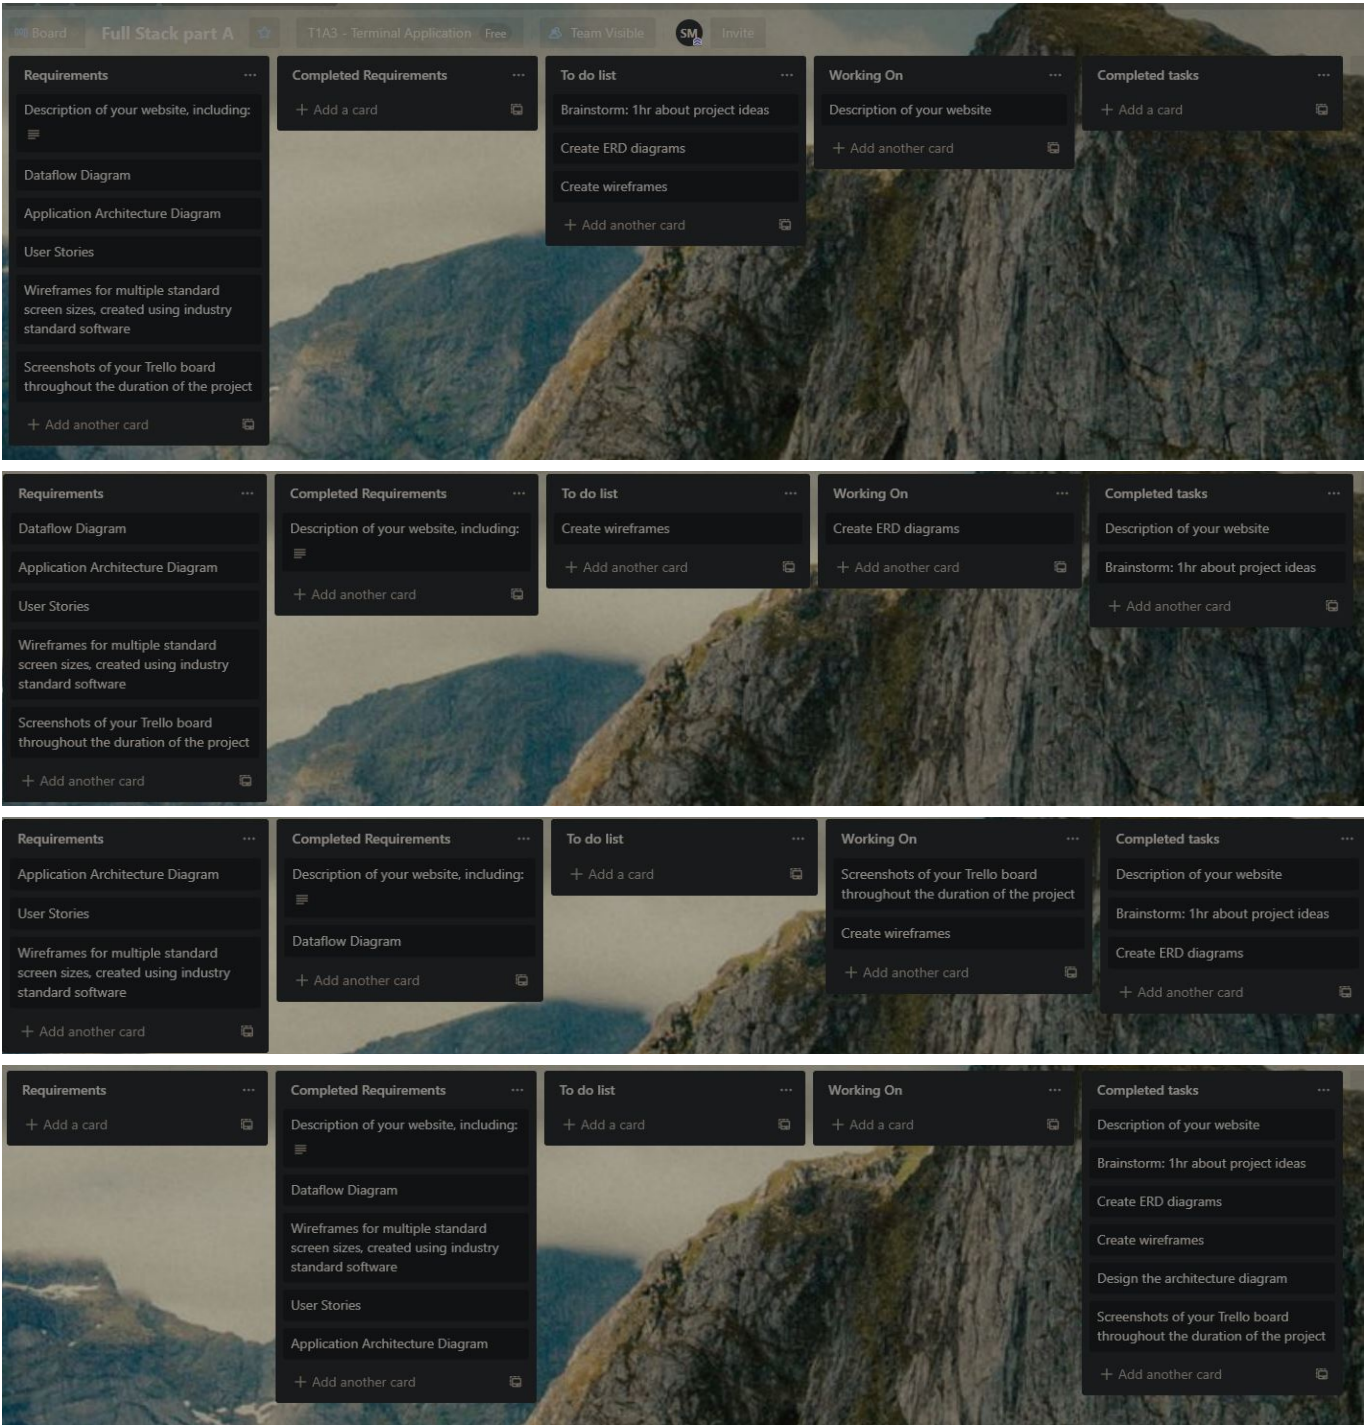 Board
Full Stack part A
T1A3 - Terminal Application Free
Team Visible
SM
Invite
Requirements
Description of your website, including:
Dataflow Diagram
Application Architecture Diagram
User Stories
Wireframes for multiple standard
screen sizes, created using industry
standard software
Screenshots of your Trello board
throughout the duration of the project
+ Add another card
Completed Requirements
+ Add a card
To do list
Brainstorm: 1hr about project ideas
Create ERD diagrams
Create wireframes
+ Add another card
Working On
Description of your website
+ Add another card
Completed tasks
+ Add a card
Requirements
Dataflow Diagram
Application Architecture Diagram
User Stories
Wireframes for multiple standard
screen sizes, created using industry
standard software
Screenshots of your Trello board
throughout the duration of the project
+ Add another card
Completed Requirements
Description of your website, including:
+ Add another card
To do list
Create wireframes
+ Add another card
Working On
Create ERD diagrams
+ Add another card
Completed tasks
Description of your website
Brainstorm: 1hr about project ideas
+ Add another card
Requirements
Application Architecture Diagram
User Stories
Wireframes for multiple standard
screen sizes, created using industry
standard software
+ Add another card
Completed Requirements
Description of your website, including:
Dataflow Diagram
+ Add another card
To do list
+ Add a card
Working On
Screenshots of your Trello board
throughout the duration of the project
Create wireframes
+ Add another card
Completed tasks
Description of your website
Brainstorm: 1hr about project ideas
Create ERD diagrams
+ Add another card
Requirements
+ Add a card
Completed Requirements
Description of your website, including:
Dataflow Diagram
Wireframes for multiple standard
screen sizes, created using industry
standard software
User Stories
Application Architecture Diagram
+ Add another card
To do list
+ Add a card
Working On
+ Add a card
Completed tasks
Description of your website
Brainstorm: 1hr about project ideas
Create ERD diagrams
Create wireframes
Design the architecture diagram
Screenshots of your Trello board
throughout the duration of the project
+ Add another card